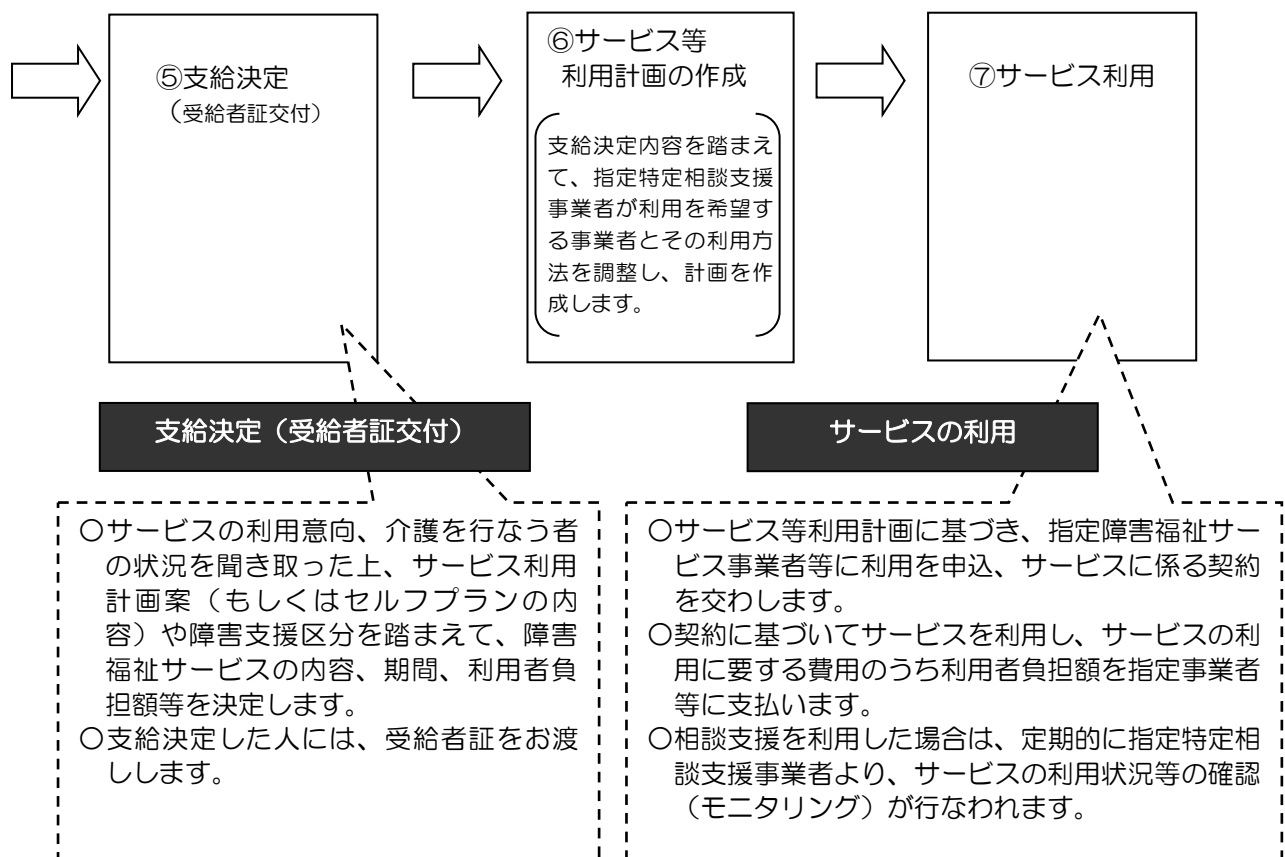 ⑤支給決定
（受給者証交付）
⑥サービス等
利用計画の作成
支給決定内容を踏まえ
て、指定特定相談支援
事業者が利用を希望す
る事業者とその利用方
法を調整し、計画を作
成します。
⑦サービス利用
支給決定（受給者証交付）
〇サービスの利用意向、介護を行なう者
の状況を聞き取った上、サービス利用
計画案（もしくはセルフプランの内
容）や障害支援区分を踏まえて、障害
福祉サービスの内容、期間、利用者負
担額等を決定します。
〇支給決定した人には、受給者証をお渡
しします。
サービスの利用
〇サービス等利用計画に基づき、指定障害福祉サー
ビス事業者等に利用を申込、サービスに係る契約
を交わします。
〇契約に基づいてサービスを利用し、サービスの利
用に要する費用のうち利用者負担額を指定事業者
等に支払います。
〇相談支援を利用した場合は、定期的に指定特定相
談支援事業者より、サービスの利用状況等の確認
（モニタリング）が行なわれます。